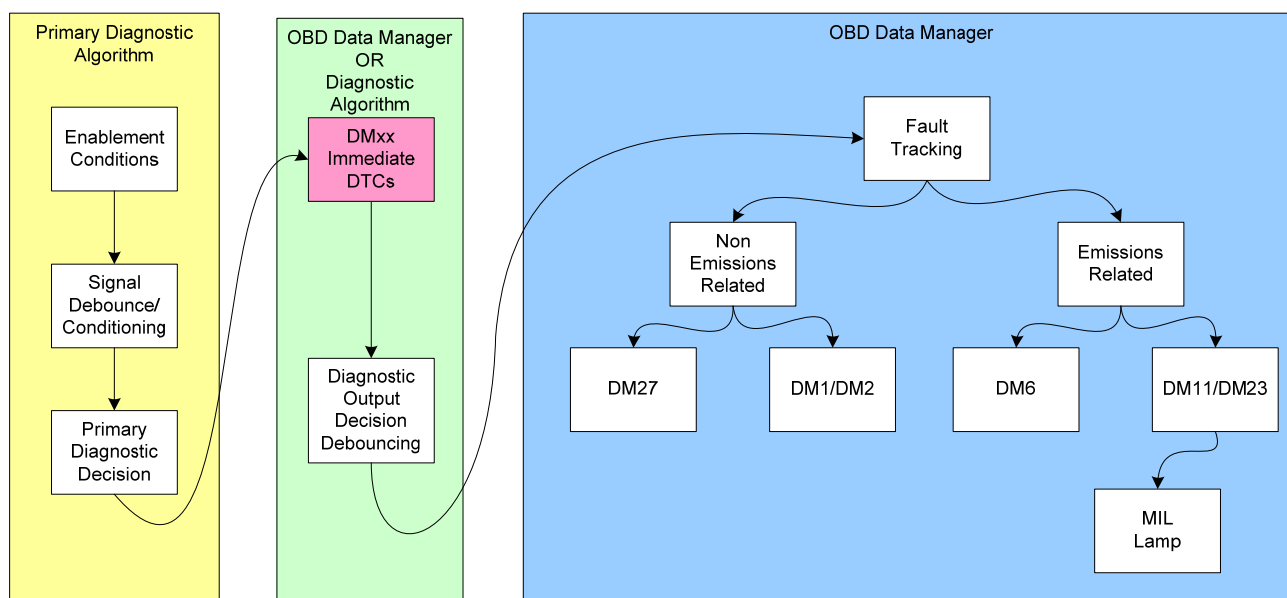 Primary Diagnostic
Algorithm
Enablement
Conditions
Signal
Debounce/
Conditioning
Primary
Diagnostic
Decision
OBD Data Manager
OR
Diagnostic
Algorithm
DMxx
Immediate
DTCs
Diagnostic
Output
Decision
Debouncing
OBD Data Manager
Fault
Tracking
Non
Emissions
Related
Emissions
Related
DM27
DM1/DM2
DM6
DM11/DM23
MIL
Lamp